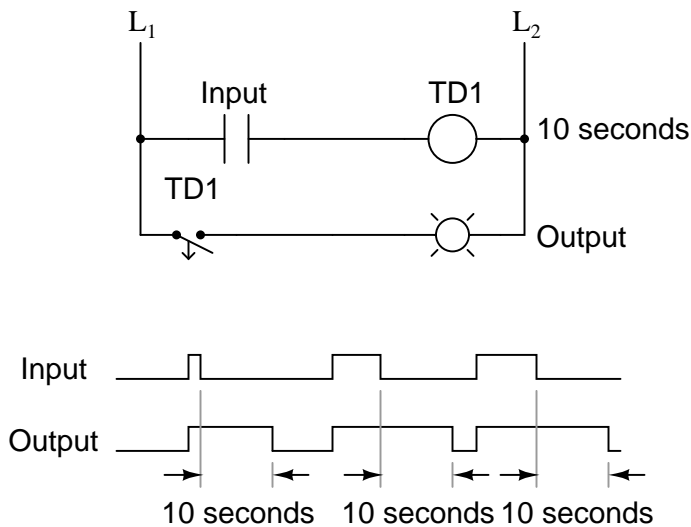 L1 L2
Input TD1
10 seconds
TD1
Output
Input
Output
10 seconds 10 seconds 10 seconds